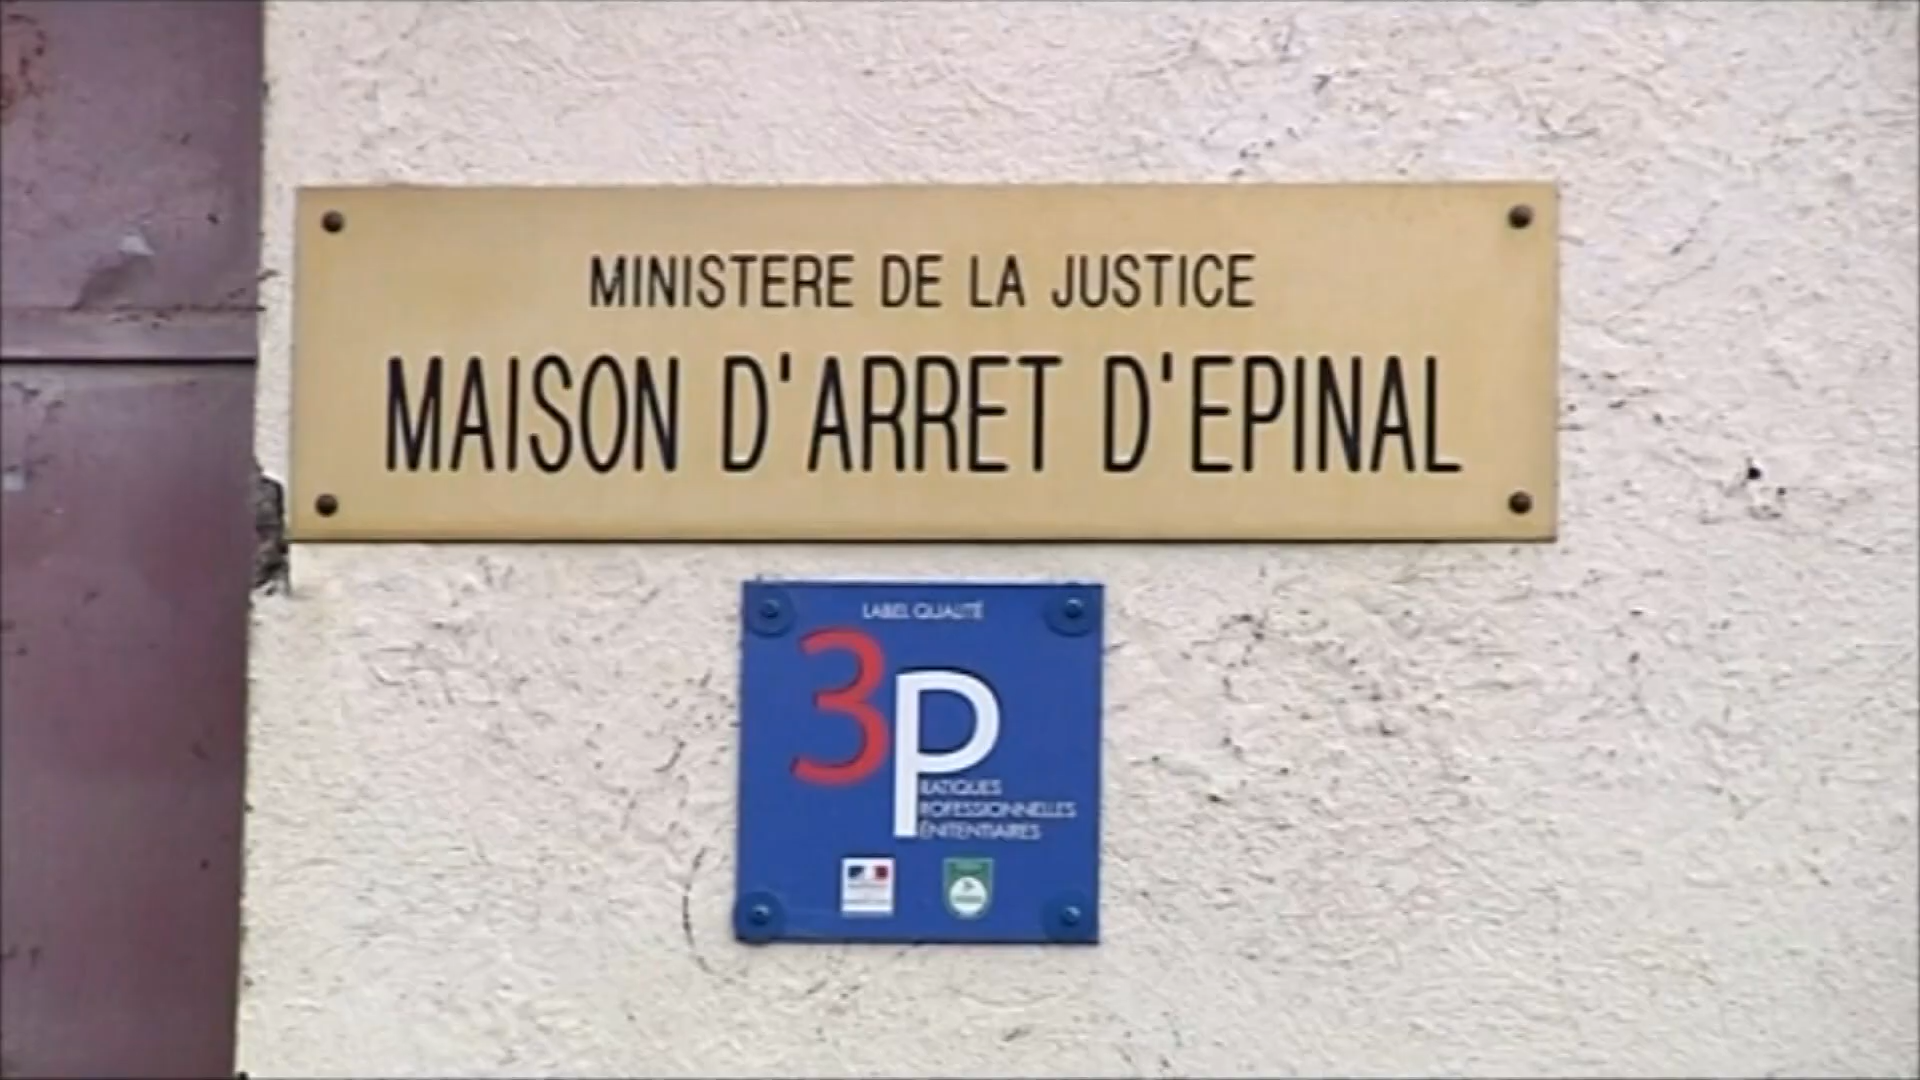 MINISTERE DE LA JUSTICE
MAISON D'ARRET D'EPINAL
LABEL QUALITÉ
3P
RATIQUES
ROFESSIONNELLES
ÉNITENTIAIRES